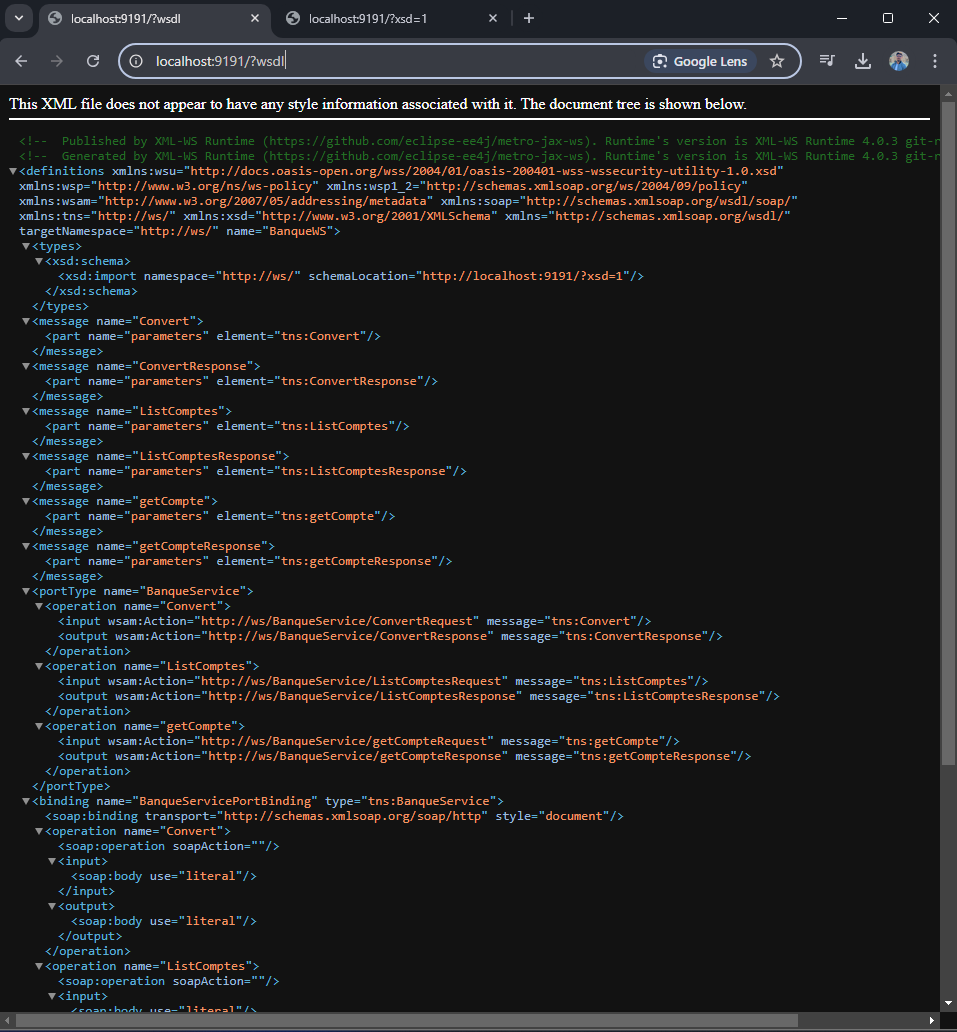 localhost:9191/?wsdl
localhost:9191/?xsd=1
localhost:9191/?wsdl
Google Lens
This XML file does not appear to have any style information associated with it. The document tree is shown below.
<!--  Published by XML-WS Runtime (https://github.com/eclipse-ee4j/metro-jax-ws). Runtime's version is XML-WS Runtime 4.0.3 git-r
<!--  Generated by XML-WS Runtime (https://github.com/eclipse-ee4j/metro-jax-ws). Runtime's version is XML-WS Runtime 4.0.3 git-r
<definitions xmlns:wsu="http://docs.oasis-open.org/wss/2004/01/oasis-200401-wss-wssecurity-utility-1.0.xsd"
xmlns:wsp="http://www.w3.org/ns/ws-policy" xmlns:wsp1_2="http://schemas.xmlsoap.org/ws/2004/09/policy"
xmlns:wsam="http://www.w3.org/2007/05/addressing/metadata" xmlns:soap="http://schemas.xmlsoap.org/wsdl/soap/"
xmlns:tns="http://ws/" xmlns:xsd="http://www.w3.org/2001/XMLSchema" xmlns="http://schemas.xmlsoap.org/wsdl/"
targetNamespace="http://ws/" name="BanqueWS">
<types>
<xsd:schema>
<xsd:import namespace="http://ws/" schemaLocation="http://localhost:9191/?xsd=1"/>
</xsd:schema>
</types>
<message name="Convert">
<part name="parameters" element="tns:Convert"/>
</message>
<message name="ConvertResponse">
<part name="parameters" element="tns:ConvertResponse"/>
</message>
<message name="ListComptes">
<part name="parameters" element="tns:ListComptes"/>
</message>
<message name="ListComptesResponse">
<part name="parameters" element="tns:ListComptesResponse"/>
</message>
<message name="getCompte">
<part name="parameters" element="tns:getCompte"/>
</message>
<message name="getCompteResponse">
<part name="parameters" element="tns:getCompteResponse"/>
</message>
<portType name="BanqueService">
<operation name="Convert">
<input wsam:Action="http://ws/BanqueService/ConvertRequest" message="tns:Convert"/>
<output wsam:Action="http://ws/BanqueService/ConvertResponse" message="tns:ConvertResponse"/>
</operation>
<operation name="ListComptes">
<input wsam:Action="http://ws/BanqueService/ListComptesRequest" message="tns:ListComptes"/>
<output wsam:Action="http://ws/BanqueService/ListComptesResponse" message="tns:ListComptesResponse"/>
</operation>
<operation name="getCompte">
<input wsam:Action="http://ws/BanqueService/getCompteRequest" message="tns:getCompte"/>
<output wsam:Action="http://ws/BanqueService/getCompteResponse" message="tns:getCompteResponse"/>
</operation>
</portType>
<binding name="BanqueServicePortBinding" type="tns:BanqueService">
<soap:binding transport="http://schemas.xmlsoap.org/soap/http" style="document"/>
<operation name="Convert">
<soap:operation soapAction=""/>
<input>
<soap:body use="literal"/>
</input>
<output>
<soap:body use="literal"/>
</output>
</operation>
<operation name="ListComptes">
<soap:operation soapAction=""/>
<input>
<soap:body use="literal"/>